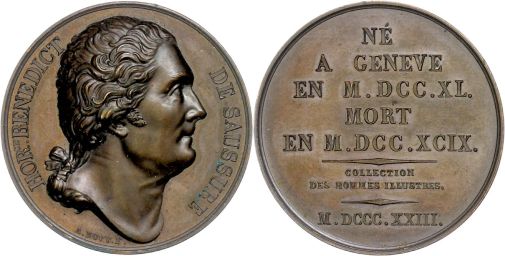 HOR. BENEDICT
DE SAUSSURE
A. BOVY. F.
NÉ
A GENEVE
EN M.DCC.XL.
MORT
EN M.DCC.XCIX.
COLLECTION
DES HOMMES ILLUSTRES.
M.DCCC.XXIII.